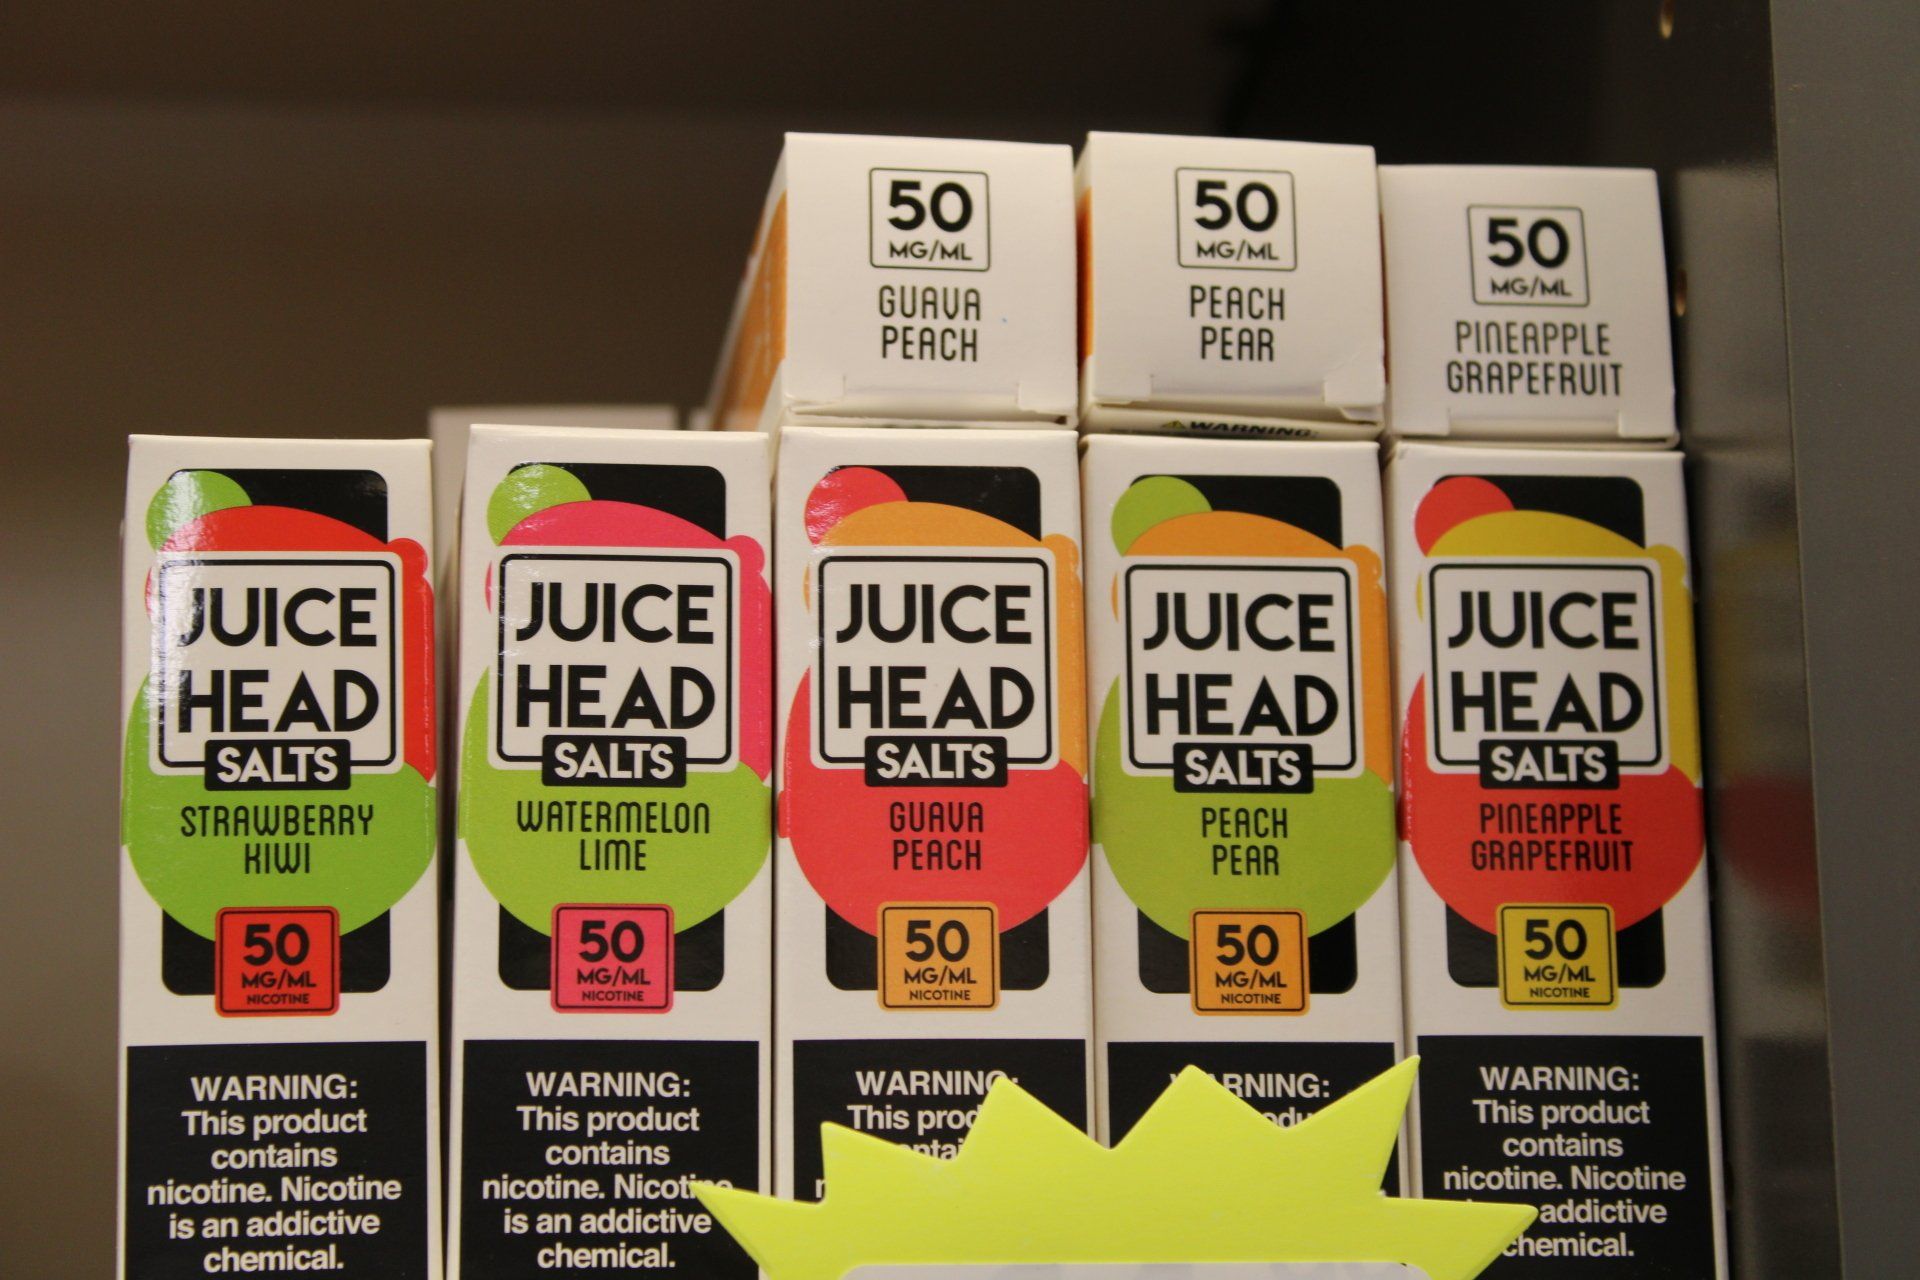 50
MG/ML
GUAVA
PEACH
50
MG/ML
PEACH
PEAR
50
MG/ML
PINEAPPLE
GRAPEFRUIT
WARNING:
JUICE
HEAD
SALTS
STRAWBERRY
KIWI
50
MG/ML
NICOTINE
WARNING:
This product
contains
nicotine. Nicotine
is an addictive
chemical.
JUICE
HEAD
SALTS
WATERMELON
LIME
50
MG/ML
NICOTINE
WARNING:
This product
contains
nicotine. Nicotine
is an addictive
chemical.
JUICE
HEAD
SALTS
GUAVA
PEACH
50
MG/ML
NICOTINE
WARNING:
This
JUICE
HEAD
SALTS
PEACH
PEAR
50
MG/ML
NICOTINE
JUICE
HEAD
SALTS
PINEAPPLE
GRAPEFRUIT
50
MG/ML
NICOTINE
WARNING:
This product
contains
nicotine. Nicotine
addictive
chemical.